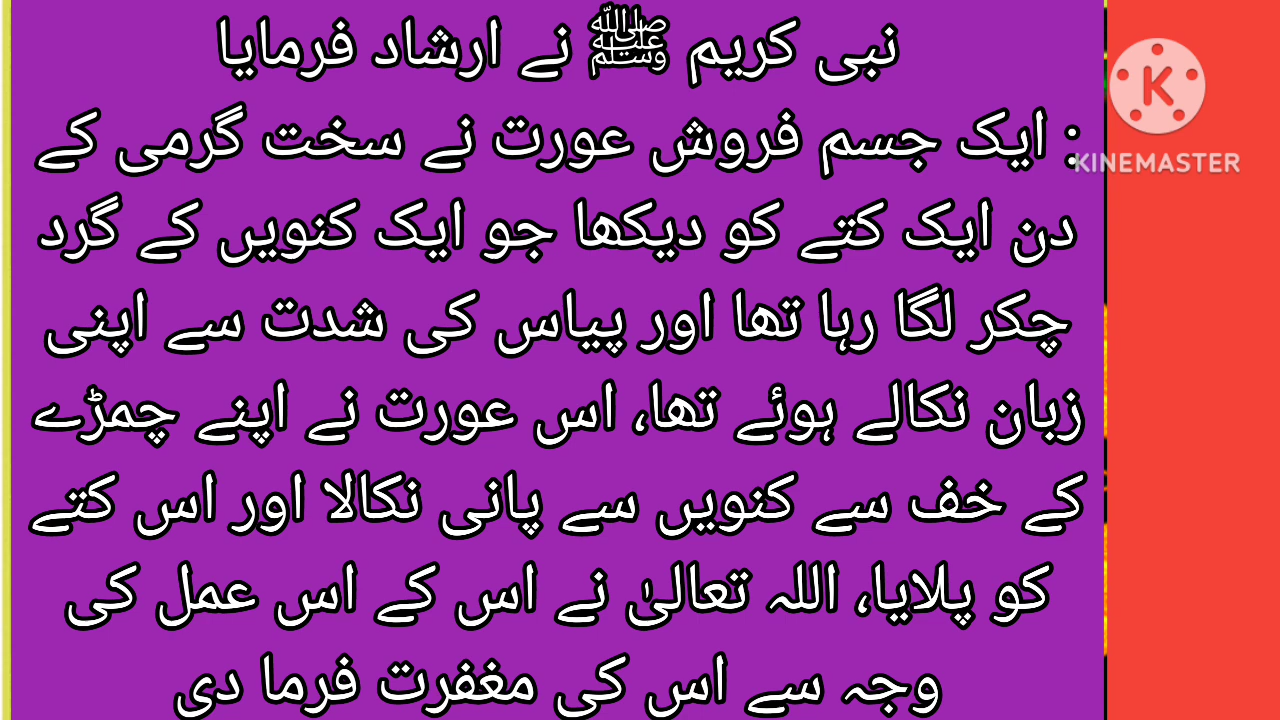 نبی کریم ﷺ نے ارشاد فرمایا
: ایک جسم فروش عورت نے سخت گرمی کے
دن ایک کتے کو دیکھا جو ایک کنویں کے گرد
چکر لگا رہا تھا اور پیاس کی شدت سے اپنی
زبان نکالے ہوئے تھا، اس عورت نے اپنے چمڑے
کے خف سے کنویں سے پانی نکالا اور اس کتے
کو پلایا، اللہ تعالیٰ نے اس کے اس عمل کی
وجہ سے اس کی مغفرت فرما دی
K
KINEMASTER